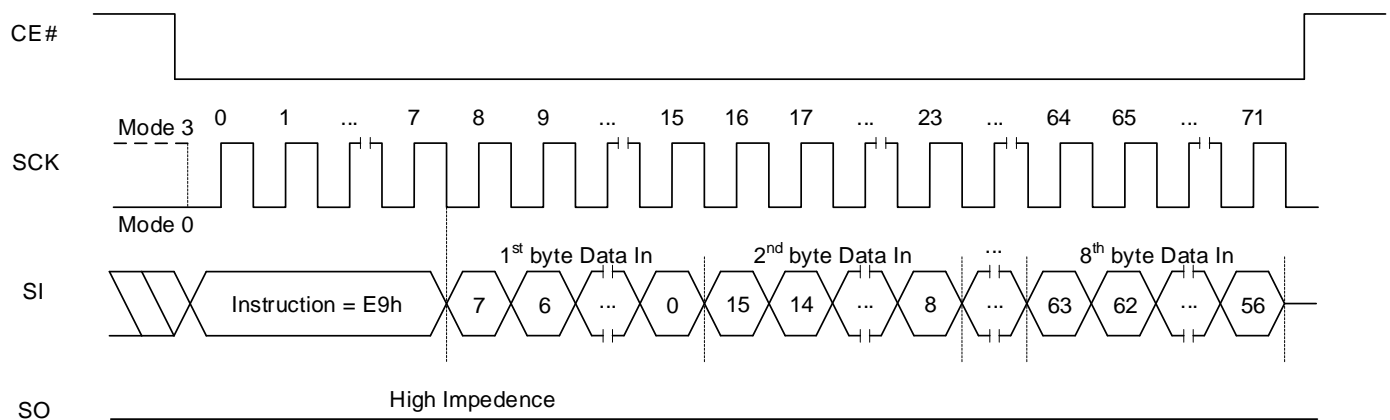 CE#
0 1 ... 7 8 9 ... 15 16 17 ... 23 ... 64 65 ... 71
Mode 3
SCK
Mode 0
1st byte Data In 2nd byte Data In ... 8th byte Data In
SI
Instruction = E9h 7 6 ... 0 15 14 ... 8 ... 63 62 ... 56
High Impedence
SO